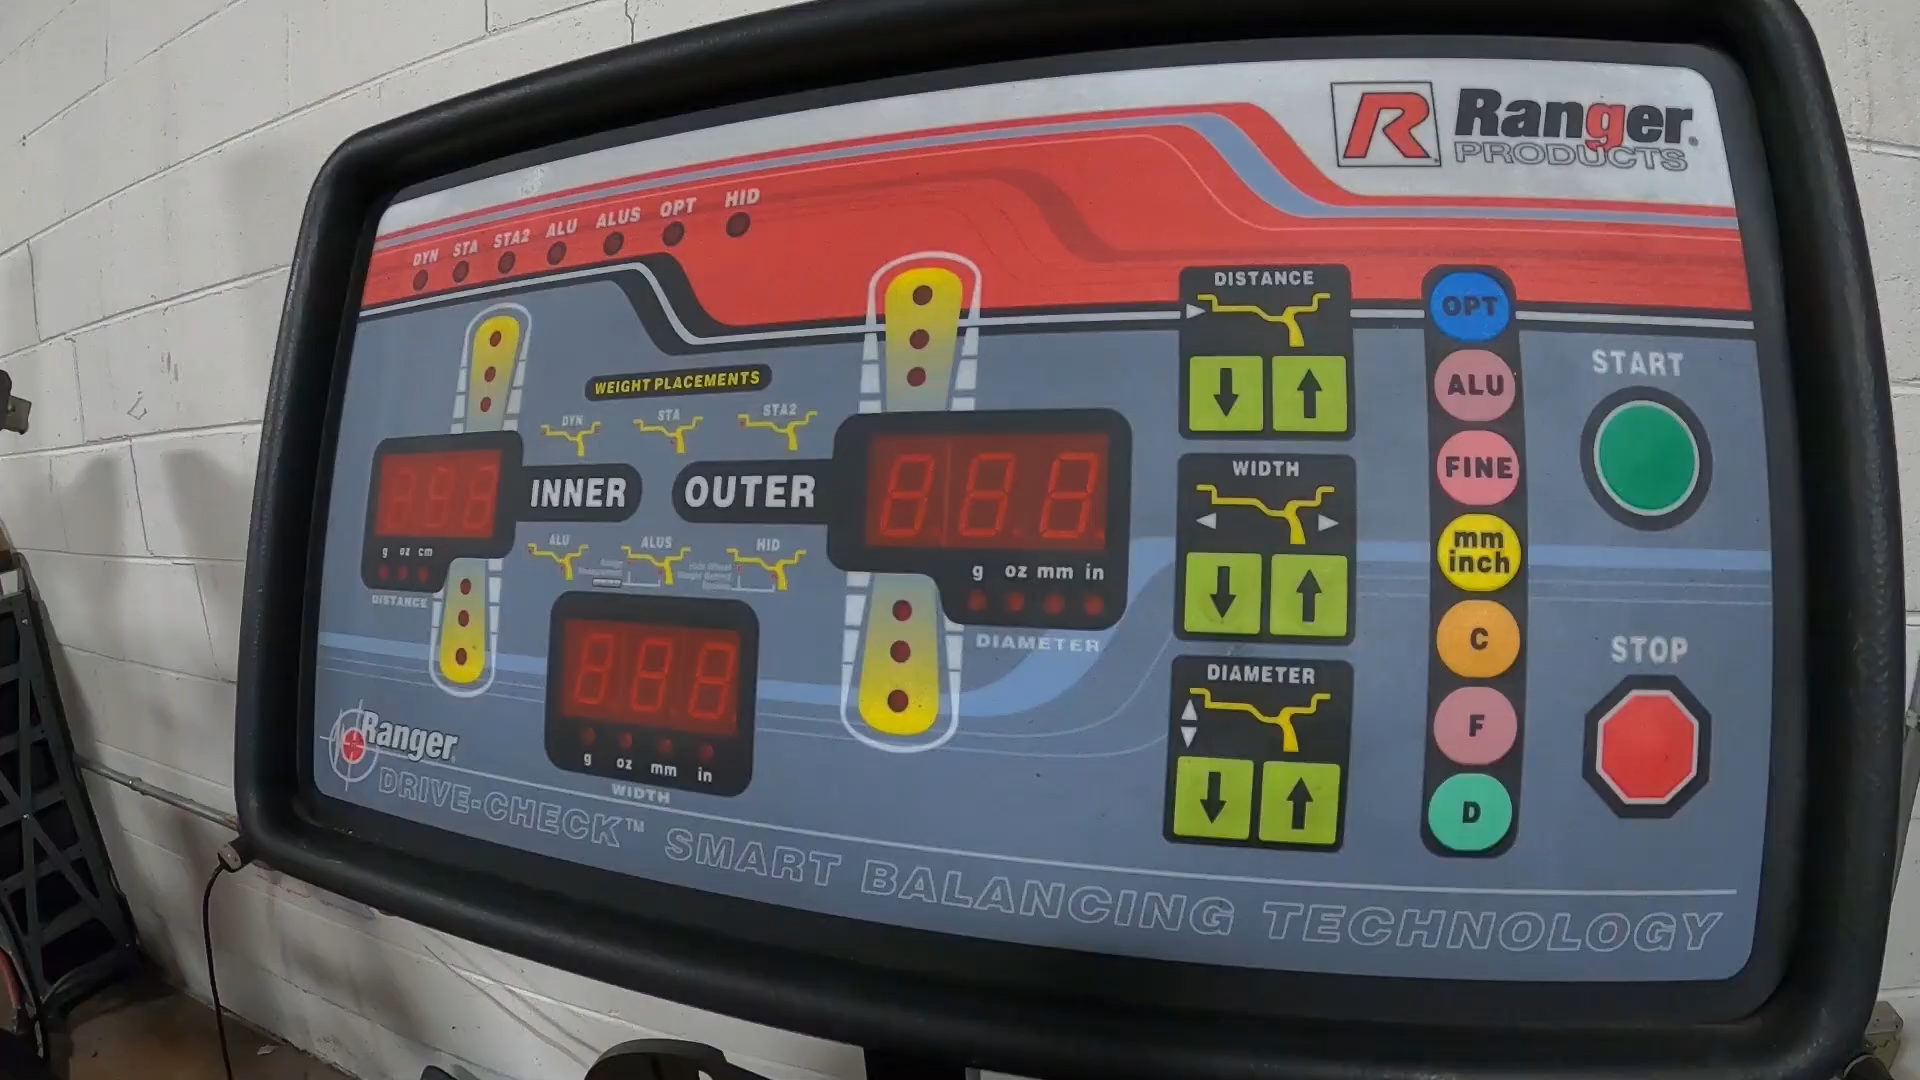 R Ranger®
PRODUCTS
DYN STA STA2 ALU ALUS OPT HID
WEIGHT PLACEMENTS
DYN STA STA2
INNER OUTER
g oz cm
DISTANCE
ALU ALUS HID
g oz mm in
DIAMETER
g oz mm in
WIDTH
DISTANCE
WIDTH
DIAMETER
OPT
ALU
FINE
mm
inch
C
F
D
START
STOP
Ranger
DRIVE-CHECK™ SMART BALANCING TECHNOLOGY